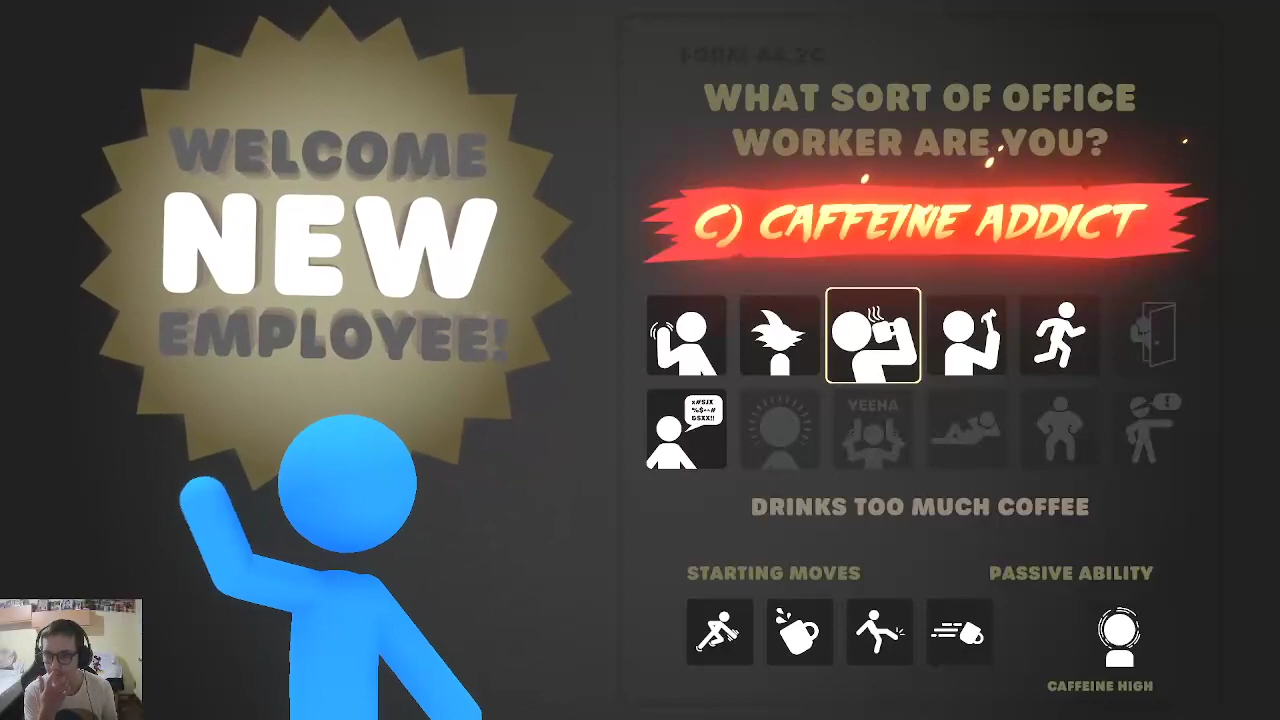 WELCOME
NEW
EMPLOYEE!
WHAT SORT OF OFFICE
WORKER ARE YOU?
C) CAFFEINE ADDICT
YEEHA
DRINKS TOO MUCH COFFEE
STARTING MOVES
PASSIVE ABILITY
CAFFEINE HIGH